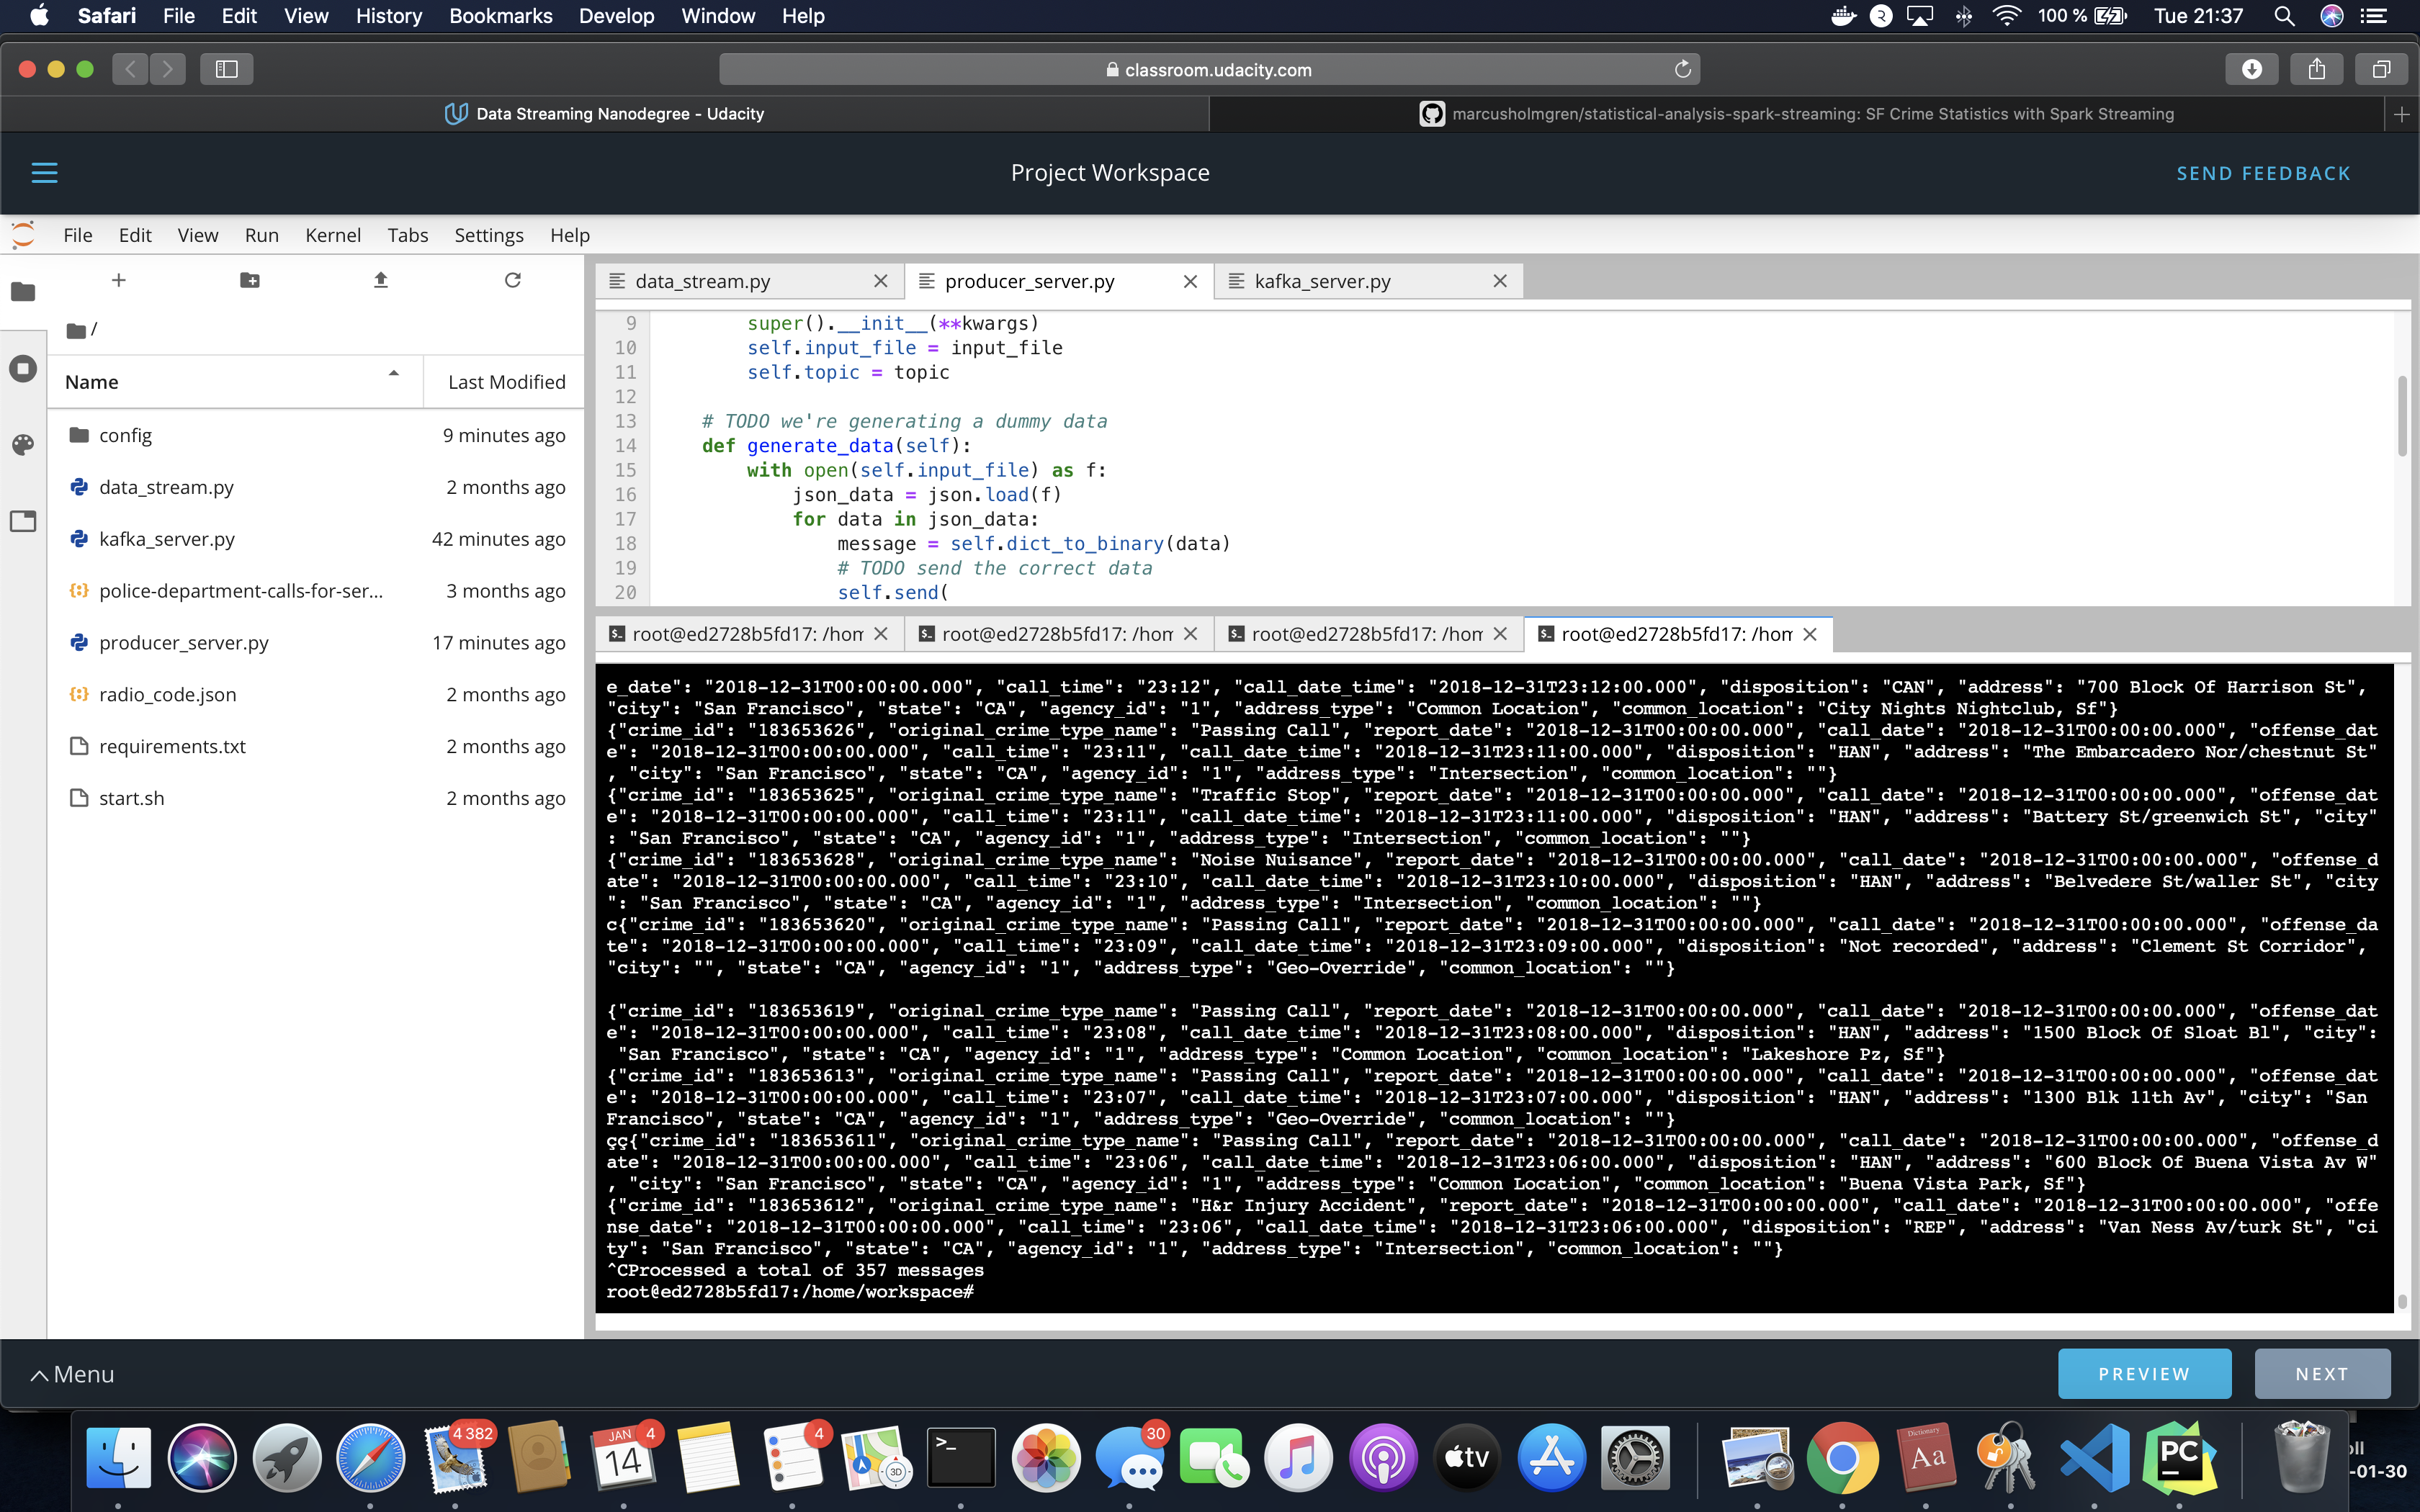 Safari File Edit View History Bookmarks Develop Window Help 100 % Tue 21:37
classroom.udacity.com
Data Streaming Nanodegree - Udacity
marcusholmgren/statistical-analysis-spark-streaming: SF Crime Statistics with Spark Streaming
Project Workspace
SEND FEEDBACK
File Edit View Run Kernel Tabs Settings Help
/
Name Last Modified
config 9 minutes ago
data_stream.py 2 months ago
kafka_server.py 42 minutes ago
police-department-calls-for-ser... 3 months ago
producer_server.py 17 minutes ago
radio_code.json 2 months ago
requirements.txt 2 months ago
start.sh 2 months ago
data_stream.py producer_server.py kafka_server.py
9 super().__init__(**kwargs)
10 self.input_file = input_file
11 self.topic = topic
12
13 # TODO we're generating a dummy data
14 def generate_data(self):
15 with open(self.input_file) as f:
16 json_data = json.load(f)
17 for data in json_data:
18 message = self.dict_to_binary(data)
19 # TODO send the correct data
20 self.send(
root@ed2728b5fd17: /hom root@ed2728b5fd17: /hom root@ed2728b5fd17: /hom root@ed2728b5fd17: /hom
e_date": "2018-12-31T00:00:00.000", "call_time": "23:12", "call_date_time": "2018-12-31T23:12:00.000", "disposition": "CAN", "address": "700 Block Of Harrison St",
"city": "San Francisco", "state": "CA", "agency_id": "1", "address_type": "Common Location", "common_location": "City Nights Nightclub, Sf"}
{"crime_id": "183653626", "original_crime_type_name": "Passing Call", "report_date": "2018-12-31T00:00:00.000", "call_date": "2018-12-31T00:00:00.000", "offense_dat
e": "2018-12-31T00:00:00.000", "call_time": "23:11", "call_date_time": "2018-12-31T23:11:00.000", "disposition": "HAN", "address": "The Embarcadero Nor/chestnut St"
, "city": "San Francisco", "state": "CA", "agency_id": "1", "address_type": "Intersection", "common_location": ""}
{"crime_id": "183653625", "original_crime_type_name": "Traffic Stop", "report_date": "2018-12-31T00:00:00.000", "call_date": "2018-12-31T00:00:00.000", "offense_dat
e": "2018-12-31T00:00:00.000", "call_time": "23:11", "call_date_time": "2018-12-31T23:11:00.000", "disposition": "HAN", "address": "Battery St/greenwich St", "city"
: "San Francisco", "state": "CA", "agency_id": "1", "address_type": "Intersection", "common_location": ""}
{"crime_id": "183653628", "original_crime_type_name": "Noise Nuisance", "report_date": "2018-12-31T00:00:00.000", "call_date": "2018-12-31T00:00:00.000", "offense_d
ate": "2018-12-31T00:00:00.000", "call_time": "23:10", "call_date_time": "2018-12-31T23:10:00.000", "disposition": "HAN", "address": "Belvedere St/waller St", "city
": "San Francisco", "state": "CA", "agency_id": "1", "address_type": "Intersection", "common_location": ""}
c{"crime_id": "183653620", "original_crime_type_name": "Passing Call", "report_date": "2018-12-31T00:00:00.000", "call_date": "2018-12-31T00:00:00.000", "offense_da
te": "2018-12-31T00:00:00.000", "call_time": "23:09", "call_date_time": "2018-12-31T23:09:00.000", "disposition": "Not recorded", "address": "Clement St Corridor",
"city": "", "state": "CA", "agency_id": "1", "address_type": "Geo-Override", "common_location": ""}
{"crime_id": "183653619", "original_crime_type_name": "Passing Call", "report_date": "2018-12-31T00:00:00.000", "call_date": "2018-12-31T00:00:00.000", "offense_dat
e": "2018-12-31T00:00:00.000", "call_time": "23:08", "call_date_time": "2018-12-31T23:08:00.000", "disposition": "HAN", "address": "1500 Block Of Sloat Bl", "city":
"San Francisco", "state": "CA", "agency_id": "1", "address_type": "Common Location", "common_location": "Lakeshore Pz, Sf"}
{"crime_id": "183653613", "original_crime_type_name": "Passing Call", "report_date": "2018-12-31T00:00:00.000", "call_date": "2018-12-31T00:00:00.000", "offense_dat
e": "2018-12-31T00:00:00.000", "call_time": "23:07", "call_date_time": "2018-12-31T23:07:00.000", "disposition": "HAN", "address": "1300 Blk 11th Av", "city": "San
Francisco", "state": "CA", "agency_id": "1", "address_type": "Geo-Override", "common_location": ""}
çç{"crime_id": "183653611", "original_crime_type_name": "Passing Call", "report_date": "2018-12-31T00:00:00.000", "call_date": "2018-12-31T00:00:00.000", "offense_d
ate": "2018-12-31T00:00:00.000", "call_time": "23:06", "call_date_time": "2018-12-31T23:06:00.000", "disposition": "HAN", "address": "600 Block Of Buena Vista Av W"
, "city": "San Francisco", "state": "CA", "agency_id": "1", "address_type": "Common Location", "common_location": "Buena Vista Park, Sf"}
{"crime_id": "183653612", "original_crime_type_name": "H&r Injury Accident", "report_date": "2018-12-31T00:00:00.000", "call_date": "2018-12-31T00:00:00.000", "offe
nse_date": "2018-12-31T00:00:00.000", "call_time": "23:06", "call_date_time": "2018-12-31T23:06:00.000", "disposition": "REP", "address": "Van Ness Av/turk St", "ci
ty": "San Francisco", "state": "CA", "agency_id": "1", "address_type": "Intersection", "common_location": ""}
^CProcessed a total of 357 messages
root@ed2728b5fd17:/home/workspace#
Menu
PREVIEW
NEXT
4 382
JAN 14
4
4
3D
>_
30
tv
Dictionary
Aa
PC
-01-30